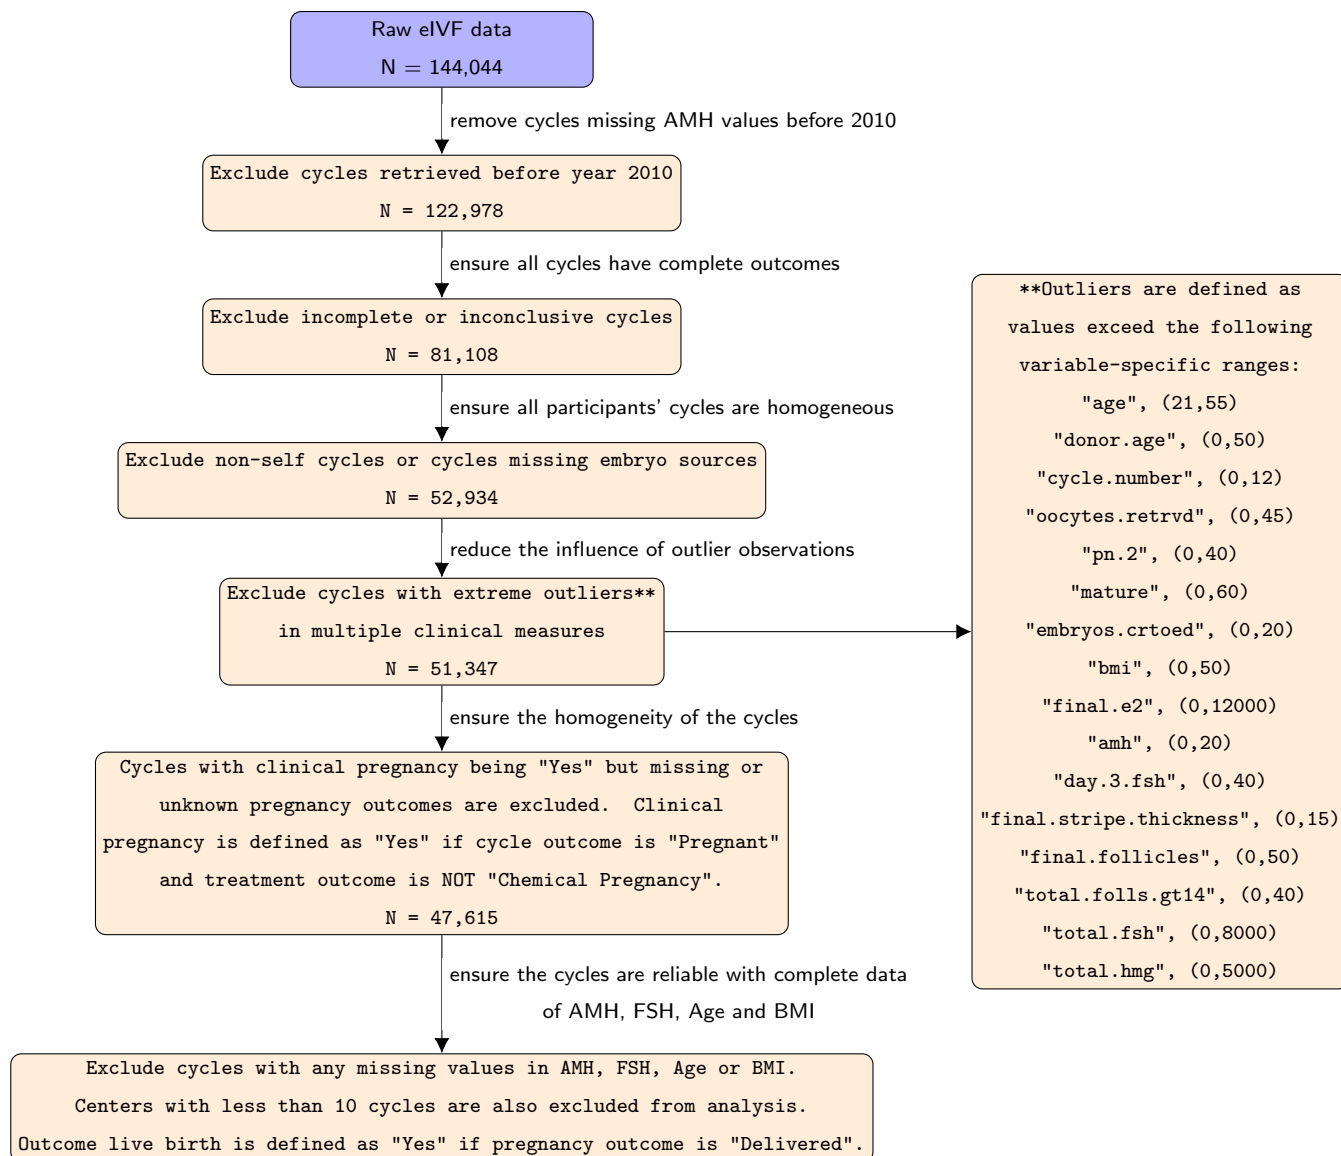 Raw eIVF data
N = 144,044
remove cycles missing AMH values before 2010
Exclude cycles retrieved before year 2010
N = 122,978
ensure all cycles have complete outcomes
Exclude incomplete or inconclusive cycles
N = 81,108
ensure all participants' cycles are homogeneous
Exclude non-self cycles or cycles missing embryo sources
N = 52,934
reduce the influence of outlier observations
Exclude cycles with extreme outliers**
in multiple clinical measures
N = 51,347
ensure the homogeneity of the cycles
Cycles with clinical pregnancy being "Yes" but missing or
unknown pregnancy outcomes are excluded. Clinical
pregnancy is defined as "Yes" if cycle outcome is "Pregnant"
and treatment outcome is NOT "Chemical Pregnancy".
N = 47,615
ensure the cycles are reliable with complete data
of AMH, FSH, Age and BMI
Exclude cycles with any missing values in AMH, FSH, Age or BMI.
Centers with less than 10 cycles are also excluded from analysis.
Outcome live birth is defined as "Yes" if pregnancy outcome is "Delivered".
**Outliers are defined as
values exceed the following
variable-specific ranges:
"age", (21,55)
"donor.age", (0,50)
"cycle.number", (0,12)
"oocytes.retrvd", (0,45)
"pn.2", (0,40)
"mature", (0,60)
"embryos.crtoed", (0,20)
"bmi", (0,50)
"final.e2", (0,12000)
"amh", (0,20)
"day.3.fsh", (0,40)
"final.stripe.thickness", (0,15)
"final.follicles", (0,50)
"total.folls.gt14", (0,40)
"total.fsh", (0,8000)
"total.hmg", (0,5000)